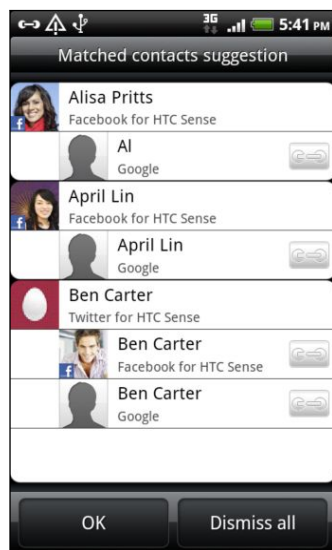 3G
5:41 PM
Matched contacts suggestion
Alisa Pritts
f
Facebook for HTC Sense
Al
Google
April Lin
f
Facebook for HTC Sense
April Lin
Google
Ben Carter
Twitter for HTC Sense
Ben Carter
f
Facebook for HTC Sense
Ben Carter
Google
OK
Dismiss all